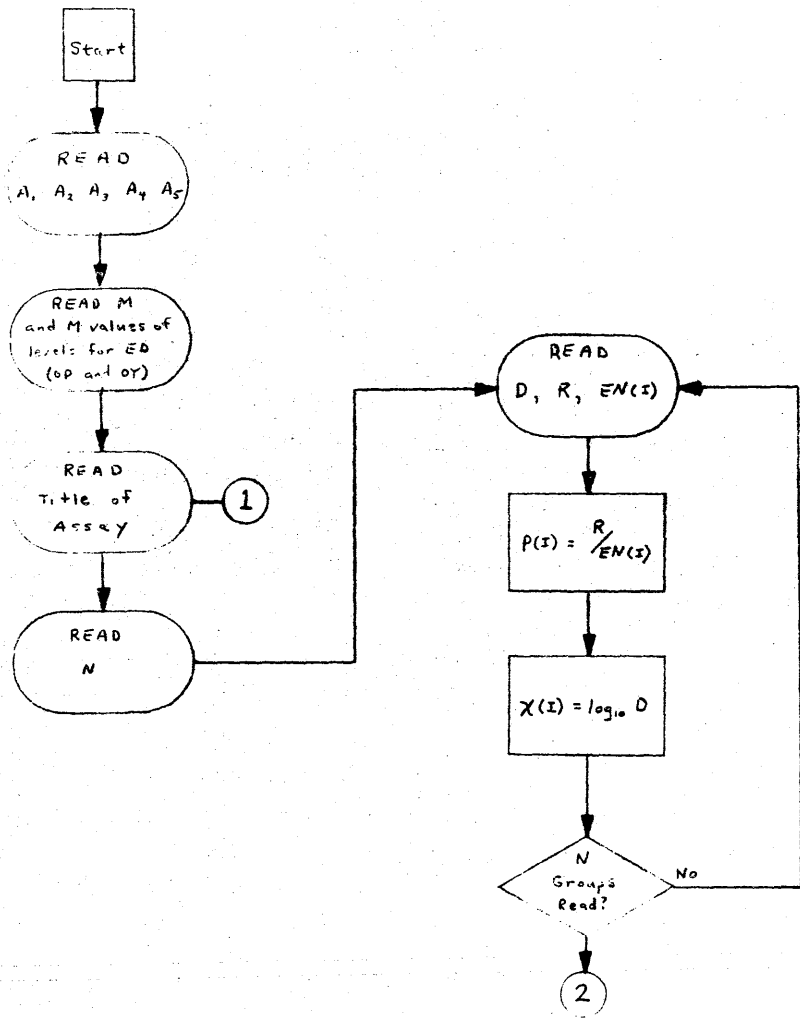 Start
READ
A₁ A₂ A₃ A₄ A₅
READ M
and M values of
levels for ED
(OP and OY)
READ
Title of
Assay
1
READ
N
READ
D, R, EN(I)
P(I) = R/EN(I)
X(I) = log₁₀ D
N
Groups
Read?
No
2